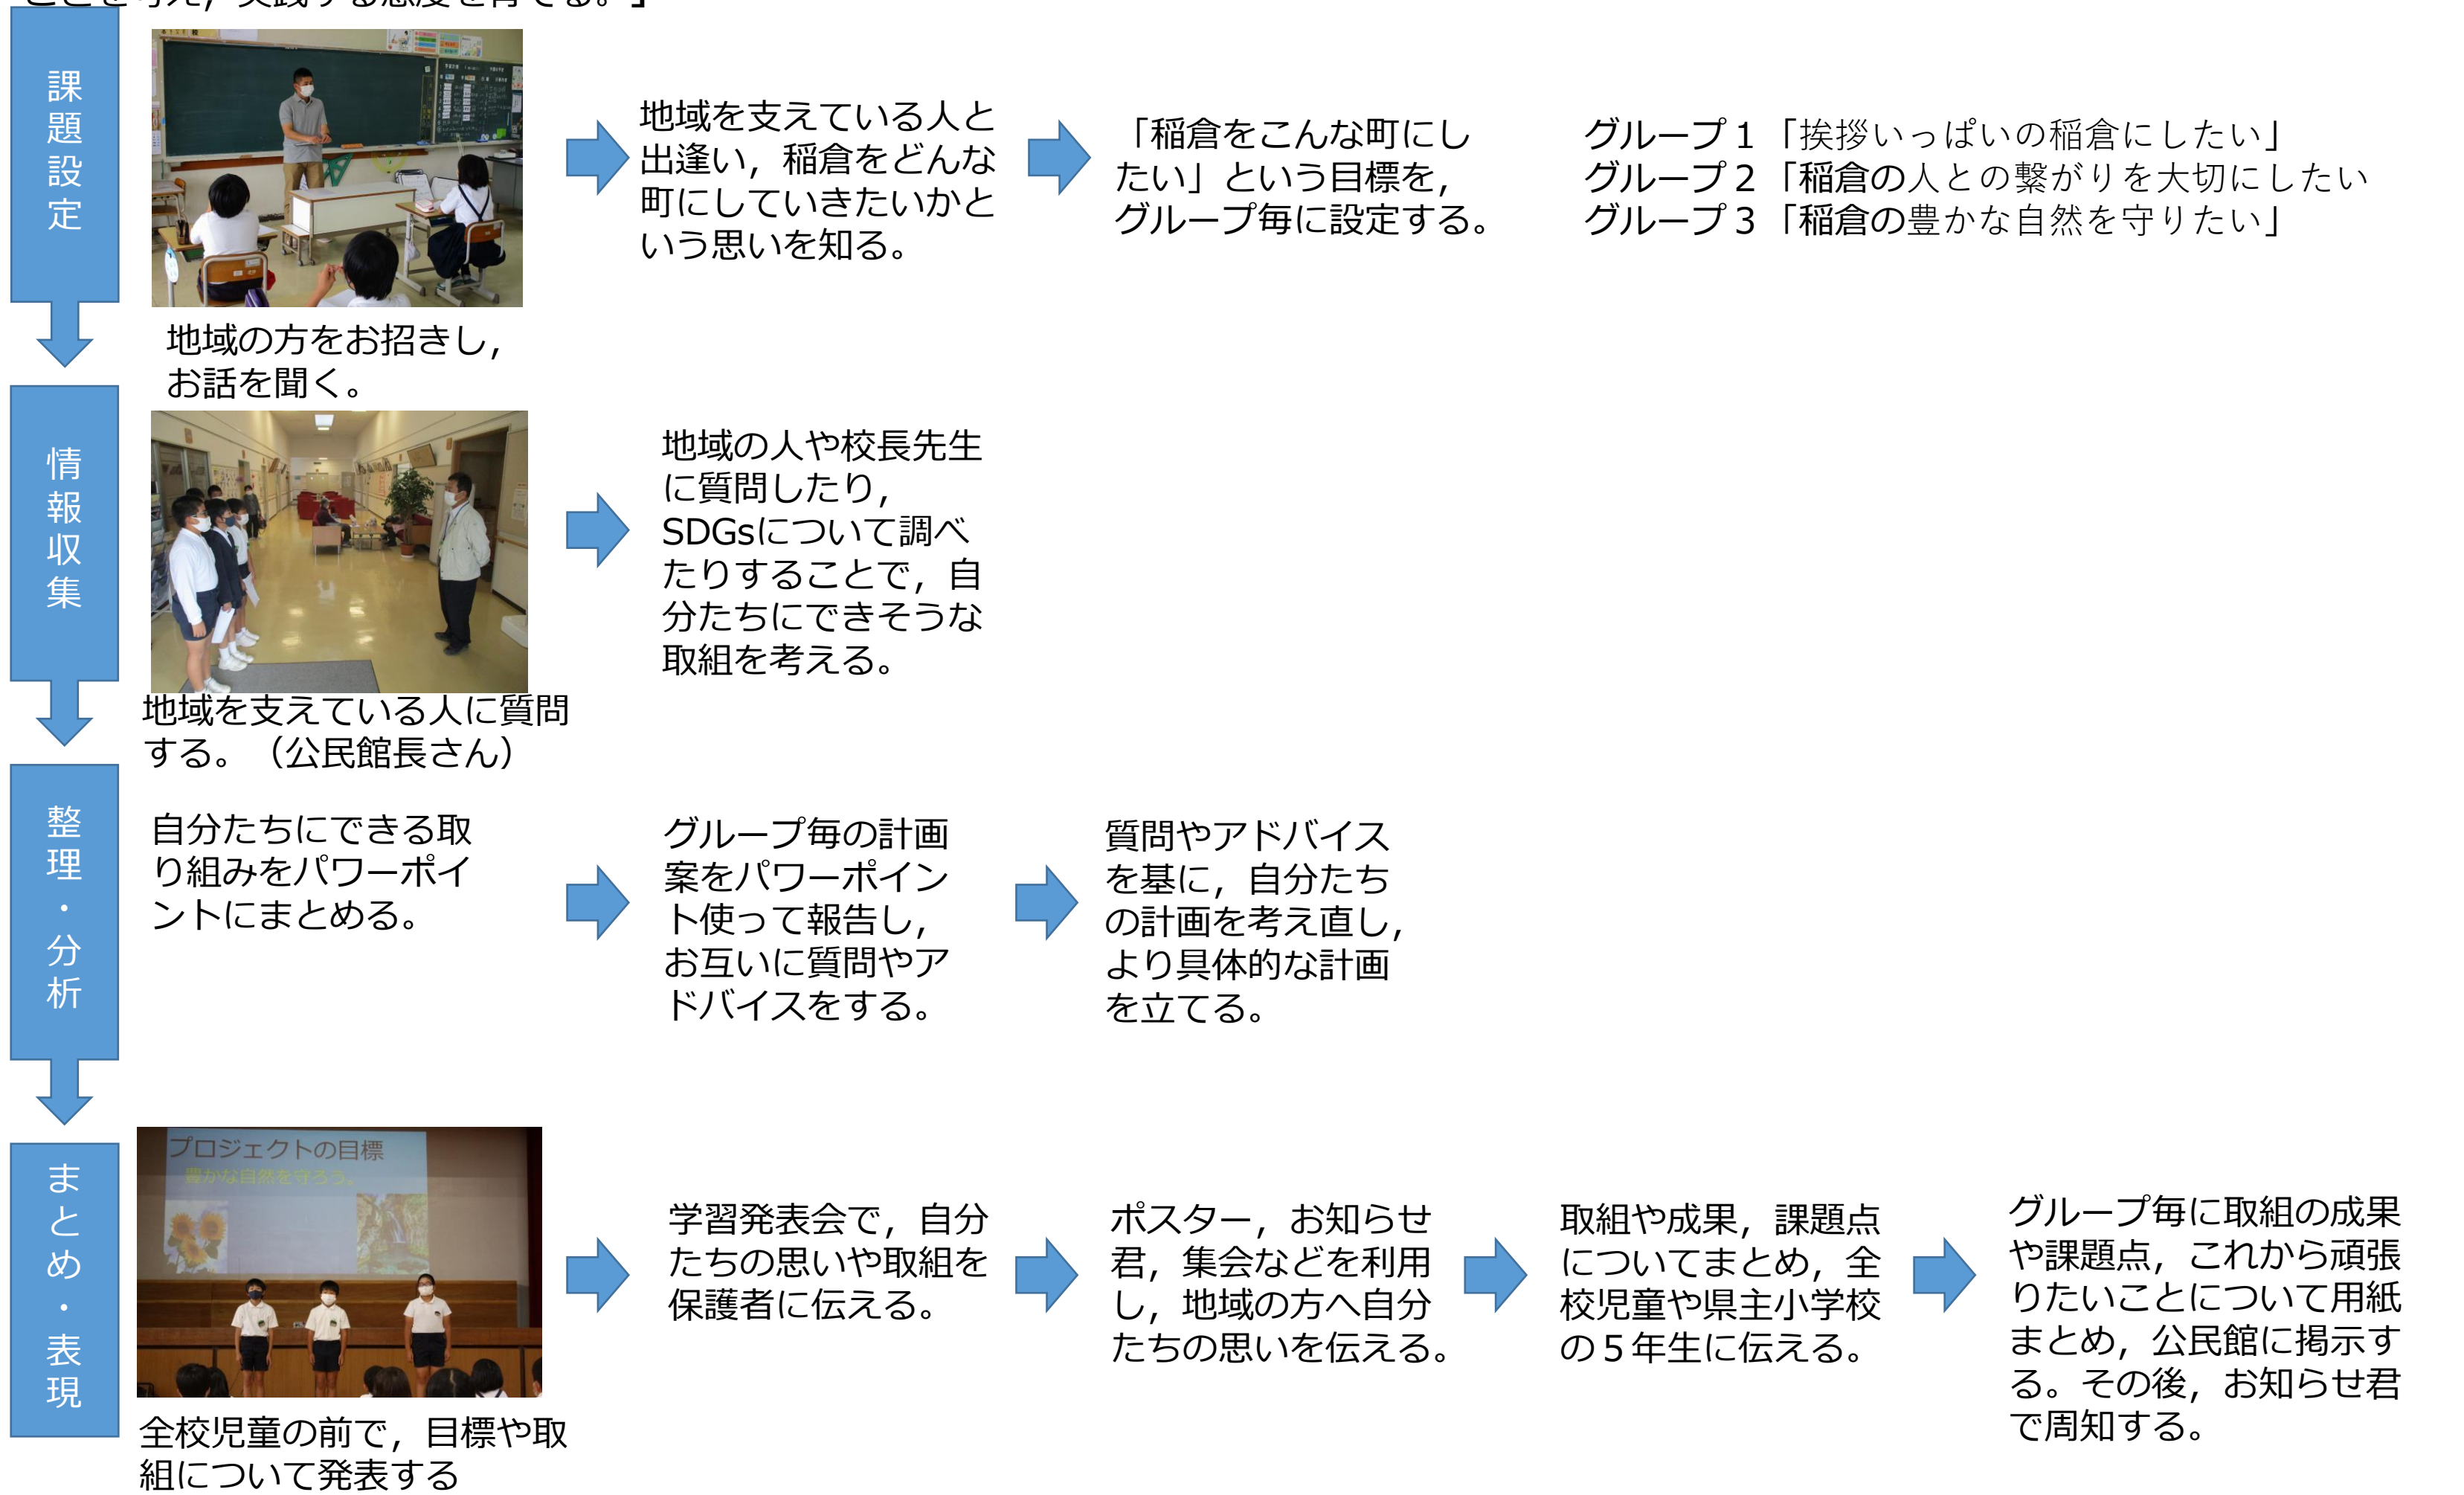 課題設定
地域の方をお招きし，
お話を聞く。
地域を支えている人と
出逢い，稲倉をどんな
町にしていきたいかと
いう思いを知る。
「稲倉をこんな町にし
たい」という目標を，
グループ毎に設定する。
グループ１「挨拶いっぱいの稲倉にしたい」
グループ２「稲倉の人との繋がりを大切にしたい
グループ３「稲倉の豊かな自然を守りたい」
情報収集
地域を支えている人に質問
する。（公民館長さん）
地域の人や校長先生
に質問したり，
SDGsについて調べ
たりすることで，自
分たちにできそうな
取組を考える。
整理・分析
自分たちにできる取
り組みをパワーポイ
ントにまとめる。
グループ毎の計画
案をパワーポイン
ト使って報告し，
お互いに質問やア
ドバイスをする。
質問やアドバイス
を基に，自分たち
の計画を考え直し，
より具体的な計画
を立てる。
まとめ・表現
プロジェクトの目標
豊かな自然を守ろう。
全校児童の前で，目標や取
組について発表する
学習発表会で，自分
たちの思いや取組を
保護者に伝える。
ポスター，お知らせ
君，集会などを利用
し，地域の方へ自分
たちの思いを伝える。
取組や成果，課題点
についてまとめ，全
校児童や県主小学校
の５年生に伝える。
グループ毎に取組の成果
や課題点，これから頑張
りたいことについて用紙
まとめ，公民館に掲示す
る。その後，お知らせ君
で周知する。